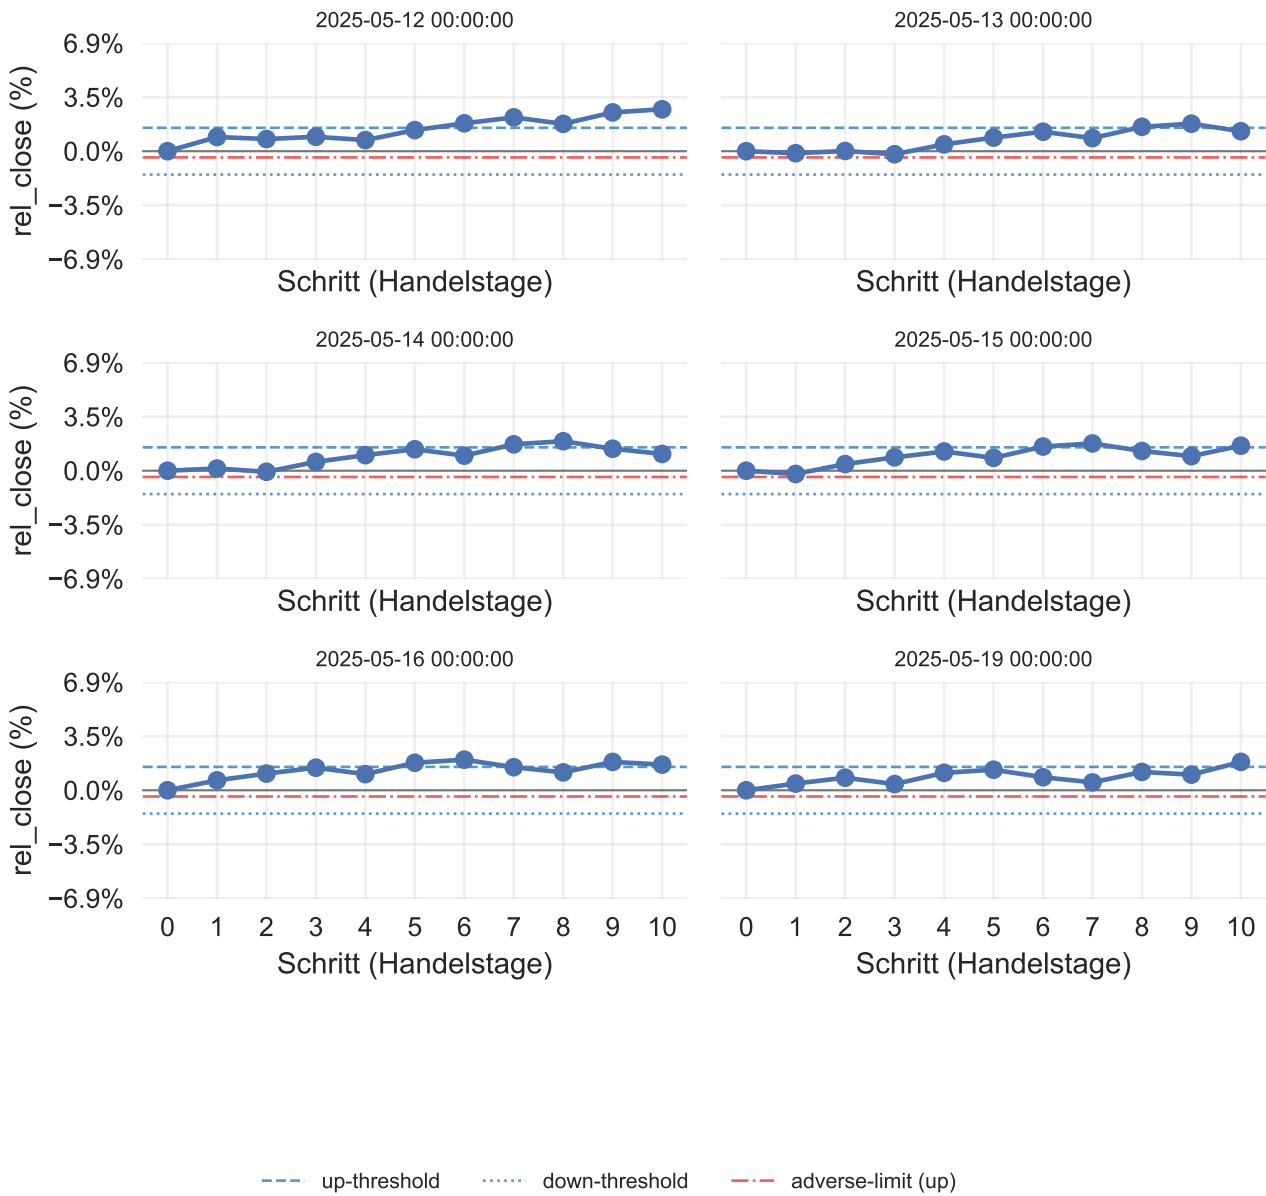 2025-05-12 00:00:00
2025-05-13 00:00:00
6.9%
3.5%
0.0%
−3.5%
−6.9%
rel_close (%)
Schritt (Handelstage)
Schritt (Handelstage)
2025-05-14 00:00:00
2025-05-15 00:00:00
6.9%
3.5%
0.0%
−3.5%
−6.9%
rel_close (%)
Schritt (Handelstage)
Schritt (Handelstage)
2025-05-16 00:00:00
2025-05-19 00:00:00
6.9%
3.5%
0.0%
−3.5%
−6.9%
rel_close (%)
0 1 2 3 4 5 6 7 8 9 10
0 1 2 3 4 5 6 7 8 9 10
Schritt (Handelstage)
Schritt (Handelstage)
up-threshold
down-threshold
adverse-limit (up)